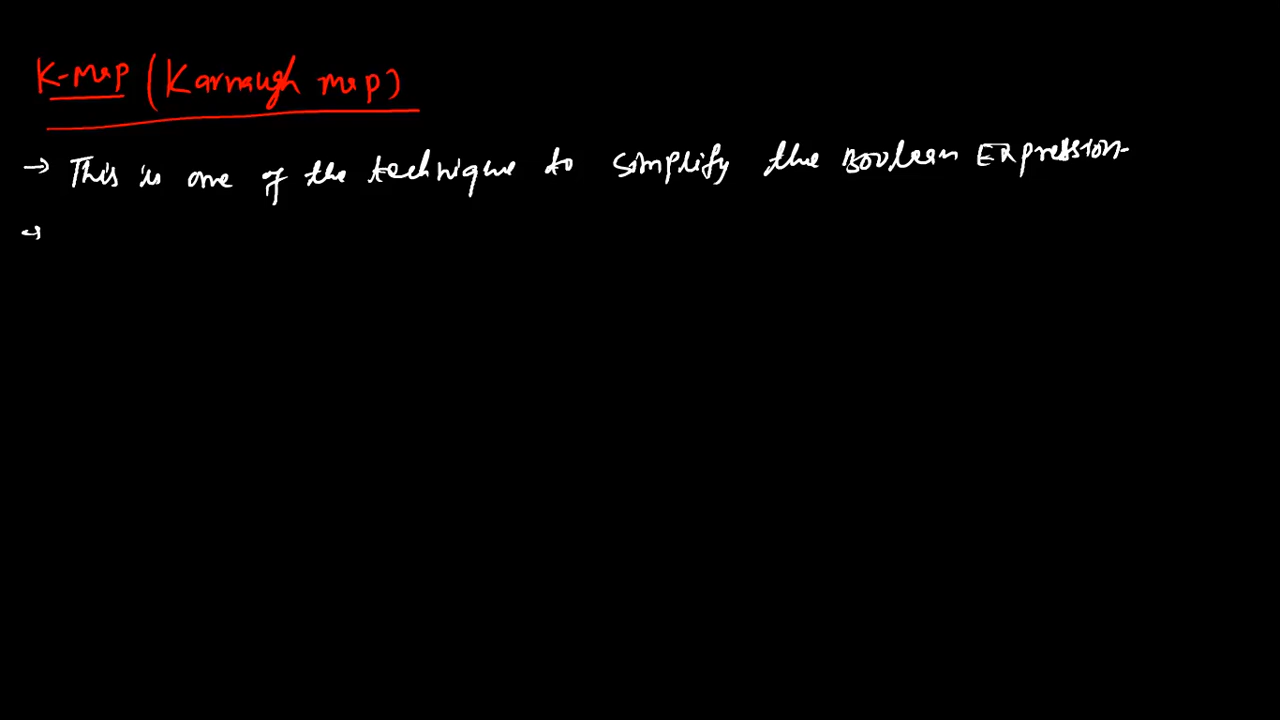 K-Map (Karnaugh map)
→ This is one of the technique to simplify the Boolean Expression-
→